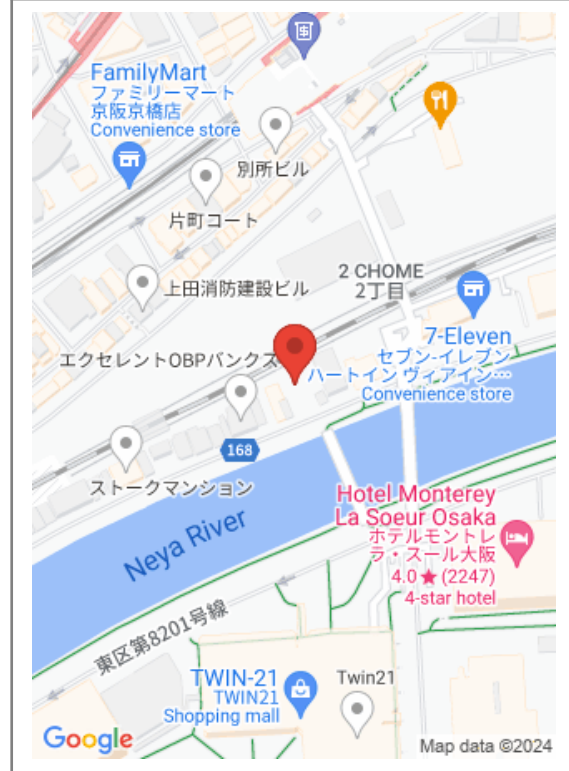 FamilyMart
ファミリーマート
京阪京橋店
Convenience store
別所ビル
片町コート
2 CHOME
2丁目
上田消防建設ビル
7-Eleven
セブン-イレブン
ハートイン ヴィアイン…
Convenience store
エクセレントOBPバンクス
168
ストークマンション
Neya River
Hotel Monterey
La Soeur Osaka
ホテルモントレ
ラ・スール大阪
4.0 ★ (2247)
4-star hotel
東区第8201号線
TWIN-21
TWIN21
Shopping mall
Twin21
Google
Map data ©2024